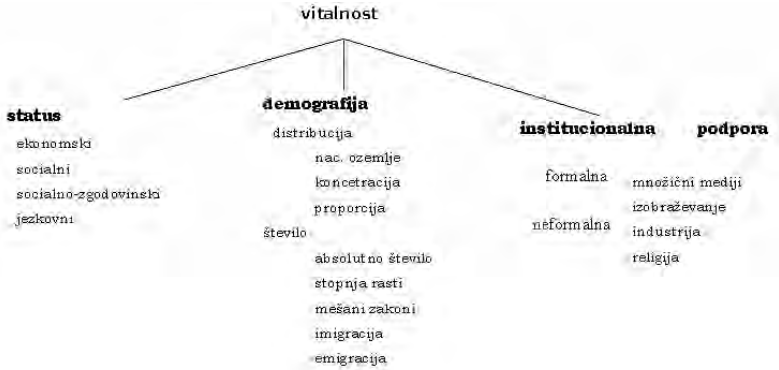 vitalnost
status
ekonomski
socialni
socialno-zgodovinski
jezkovni
demografija
distribucija
nac. ozemlje
koncetracija
proporcija
število
absolutno število
stopnja rasti
mešani zakoni
imigracija
emigracija
institucionalna podpora
formalna
neformalna
množični mediji
izobraževanje
industrija
religija